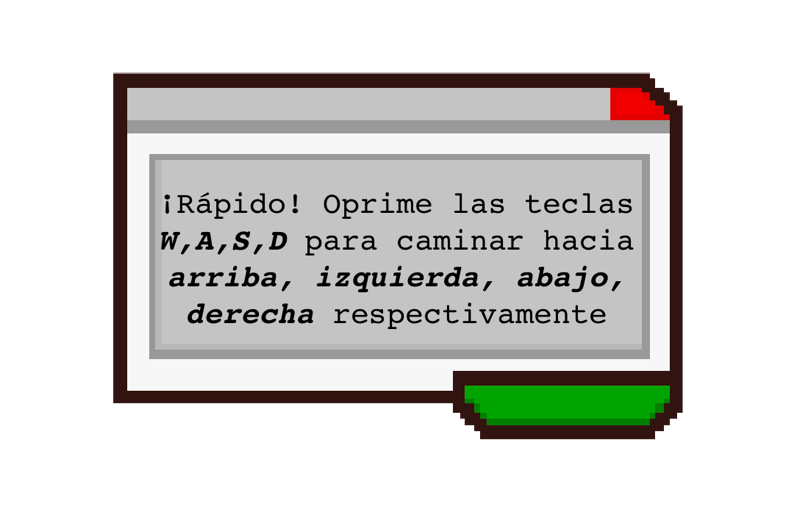 ¡Rápido! Oprime las teclas
W,A,S,D para caminar hacia
arriba, izquierda, abajo,
derecha respectivamente